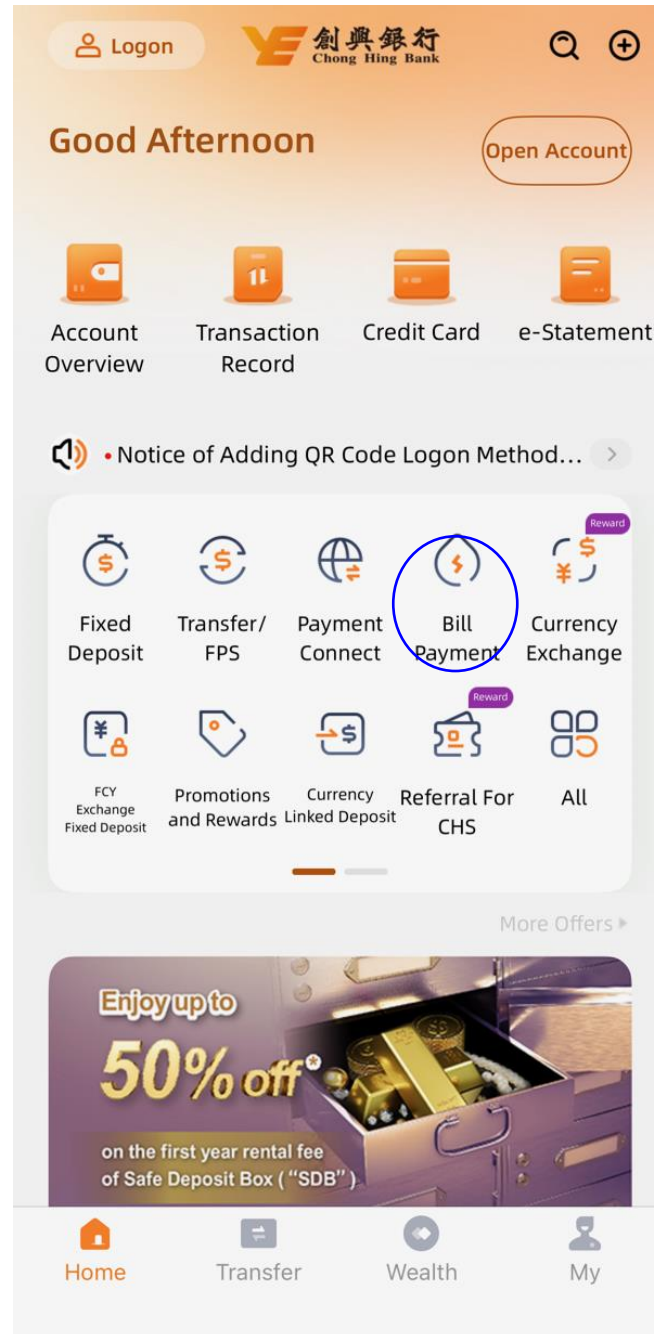 Logon
創興銀行
Chong Hing Bank
Good Afternoon
Open Account
Account
Overview
Transaction
Record
Credit Card
e-Statement
• Notice of Adding QR Code Logon Method...
Reward
Fixed
Deposit
Transfer/
FPS
Payment
Connect
Bill
Payment
Currency
Exchange
Reward
FCY
Exchange
Fixed Deposit
Promotions
and Rewards
Currency
Linked Deposit
Referral For
CHS
All
More Offers
Enjoy up to
50% off*
on the first year rental fee
of Safe Deposit Box ( “SDB” )
Home
Transfer
Wealth
My